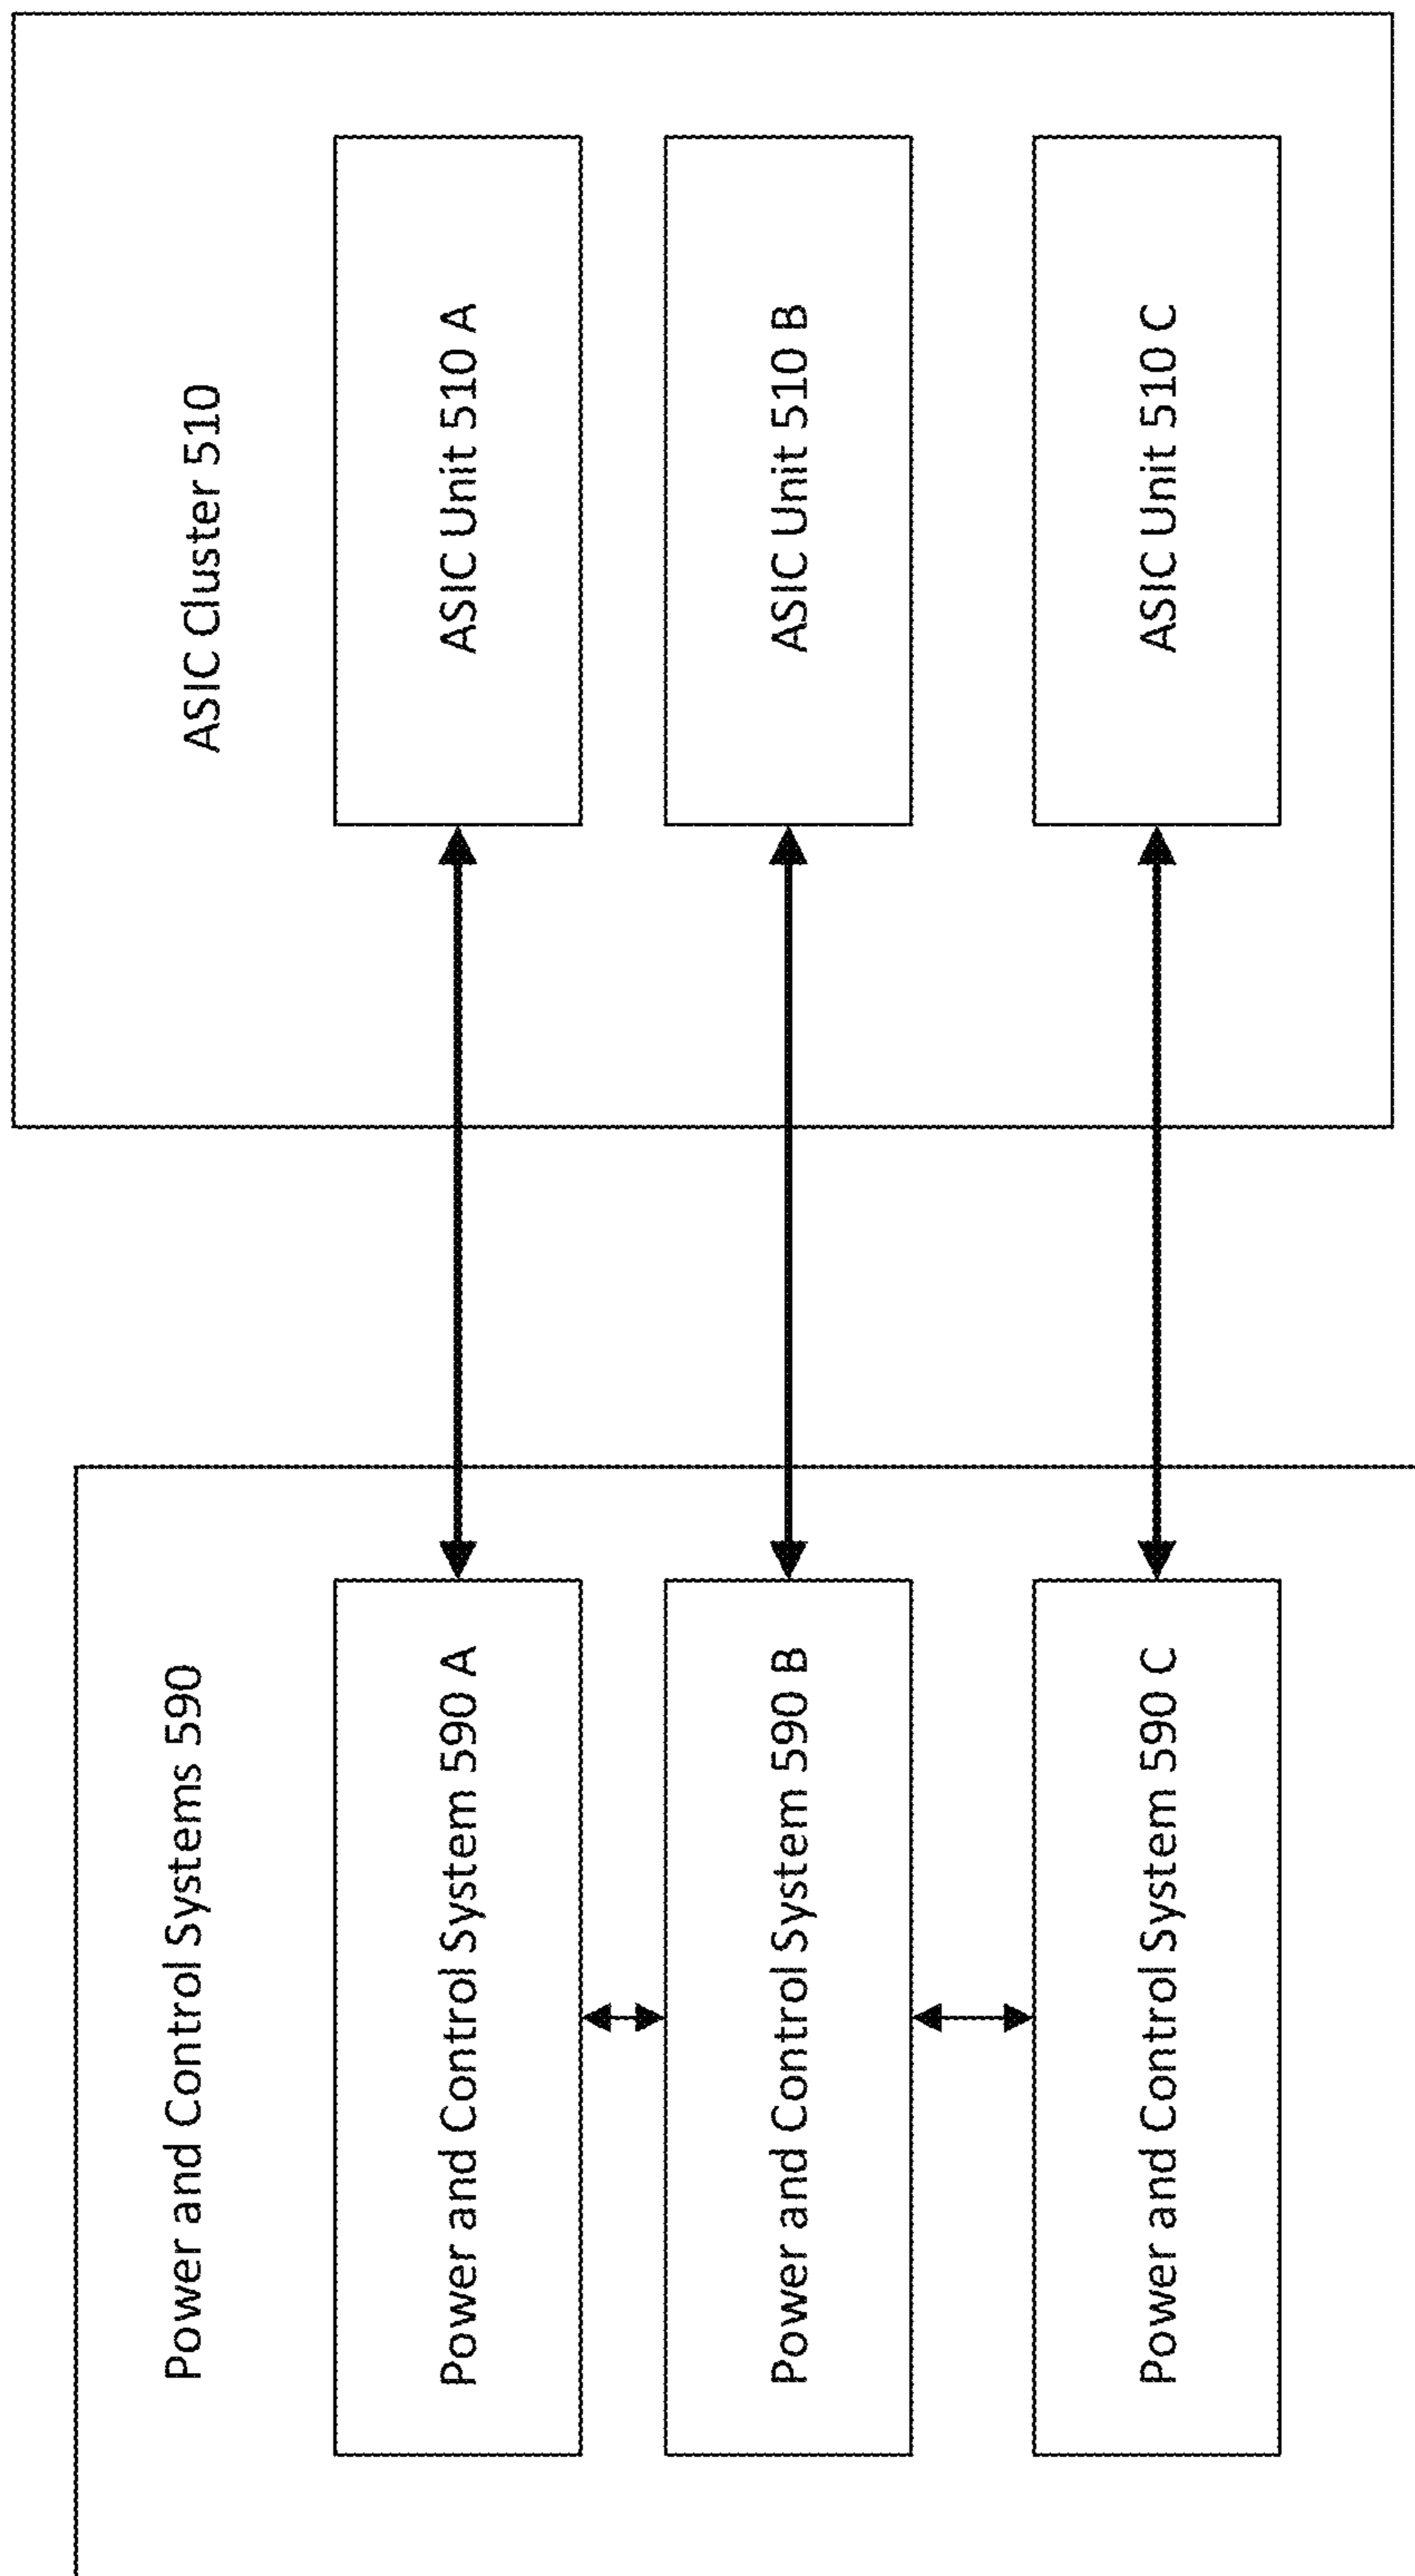 Power and Control Systems 590
Power and Control System 590 A
Power and Control System 590 B
Power and Control System 590 C
ASIC Cluster 510
ASIC Unit 510 A
ASIC Unit 510 B
ASIC Unit 510 C